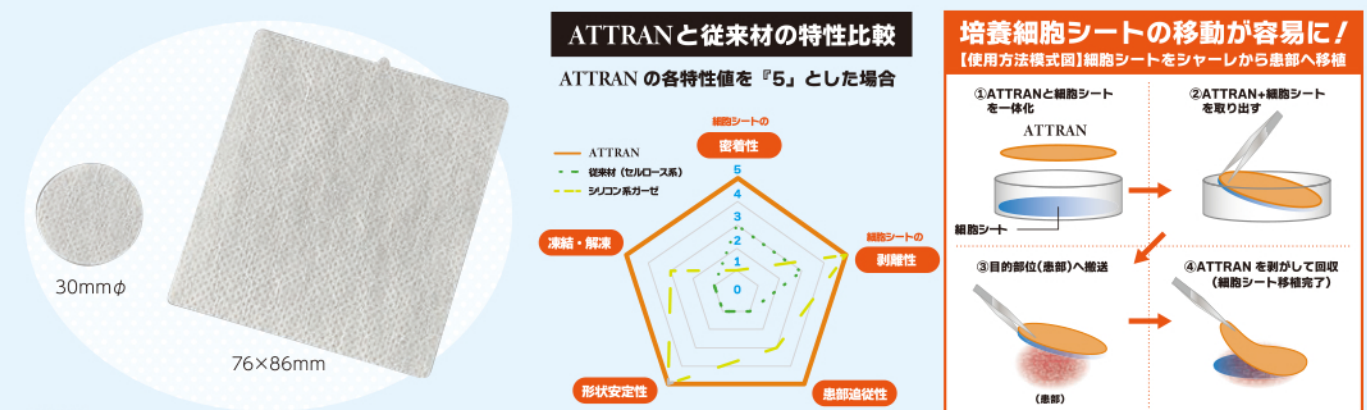 30mmφ
76×86mm
ATTRANと従来材の特性比較
ATTRAN の各特性値を『5』とした場合
ATTRAN
従来材（セルロース系）
シリコン系ガーゼ
細胞シートの
密着性
細胞シートの
剥離性
患部追従性
形状安定性
凍結・解凍
5
4
3
2
1
0
培養細胞シートの移動が容易に！
【使用方法模式図】細胞シートをシャーレから患部へ移植
①ATTRANと細胞シート
を一体化
ATTRAN
細胞シート
②ATTRAN+細胞シート
を取り出す
③目的部位（患部）へ搬送
（患部）
④ATTRAN を剥がして回収
（細胞シート移植完了）